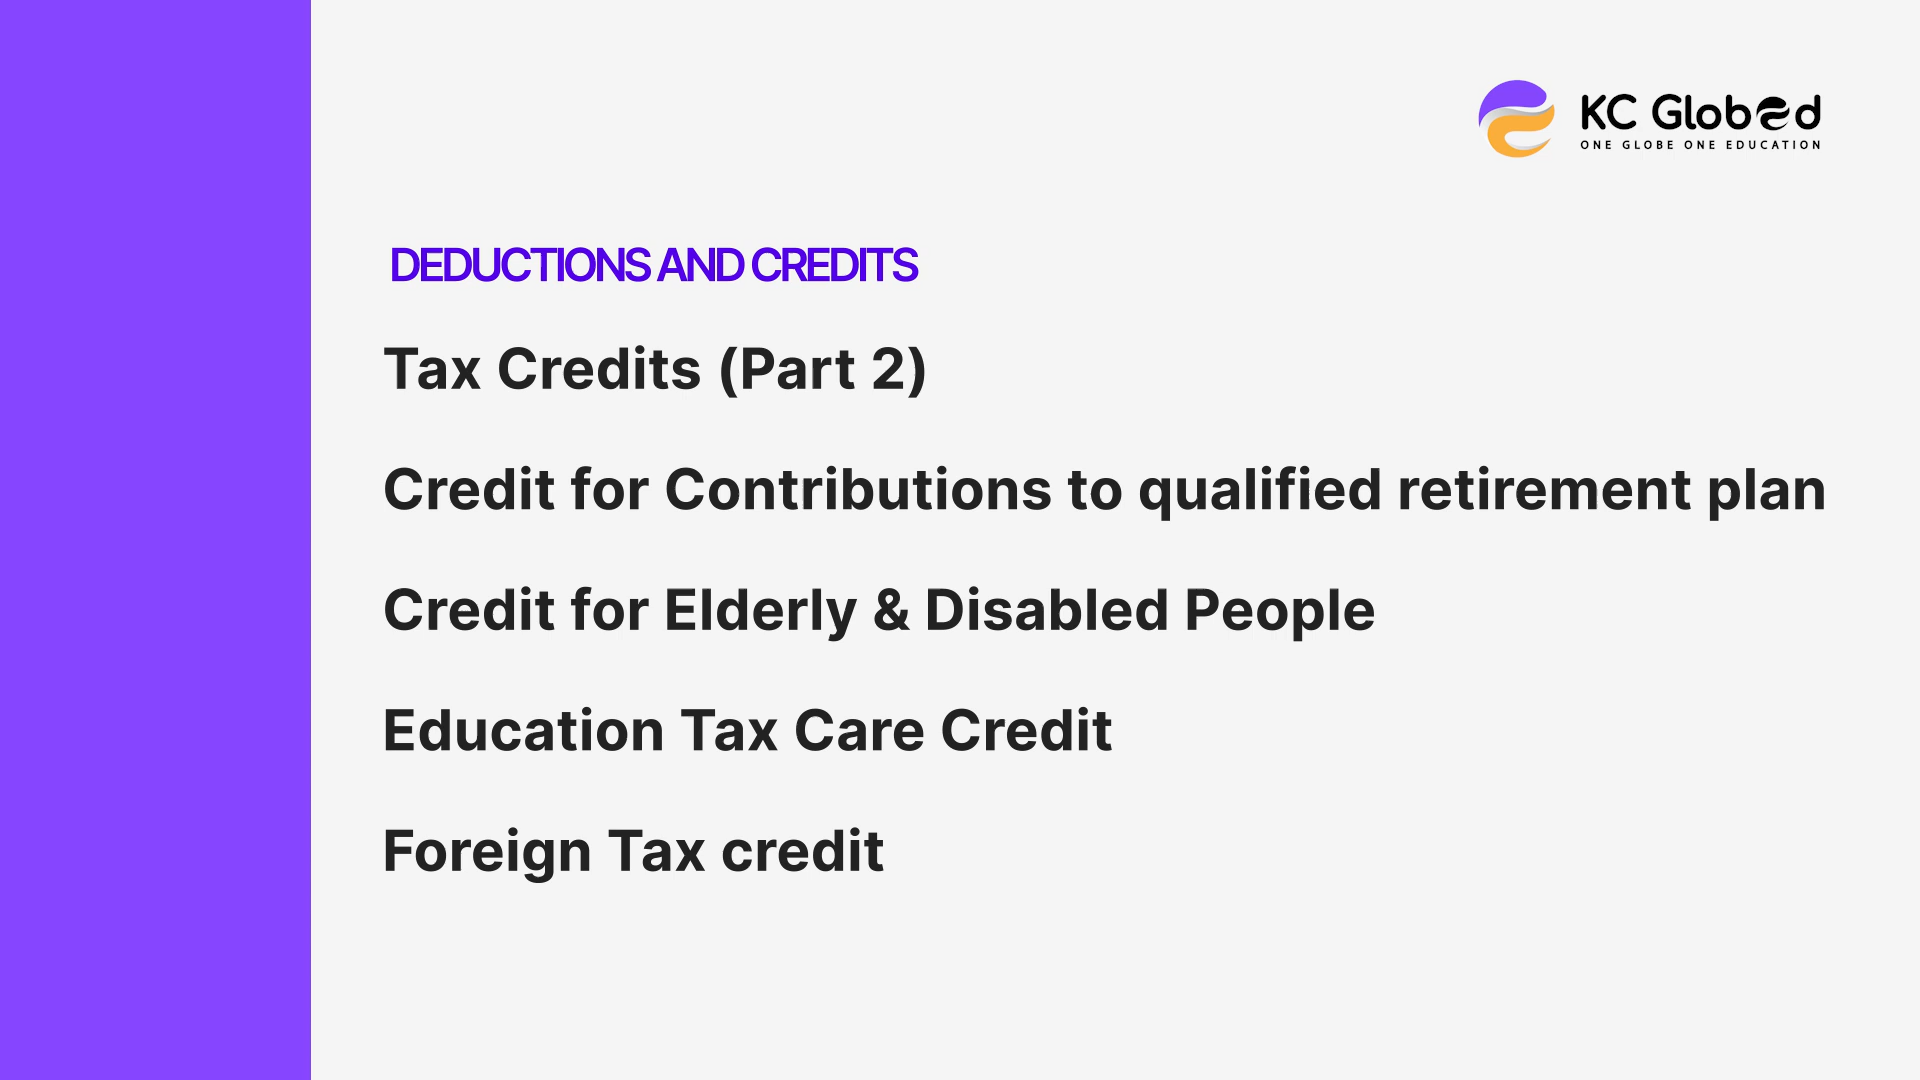 KC Globed
ONE GLOBE ONE EDUCATION
DEDUCTIONS AND CREDITS
Tax Credits (Part 2)
Credit for Contributions to qualified retirement plan
Credit for Elderly & Disabled People
Education Tax Care Credit
Foreign Tax credit